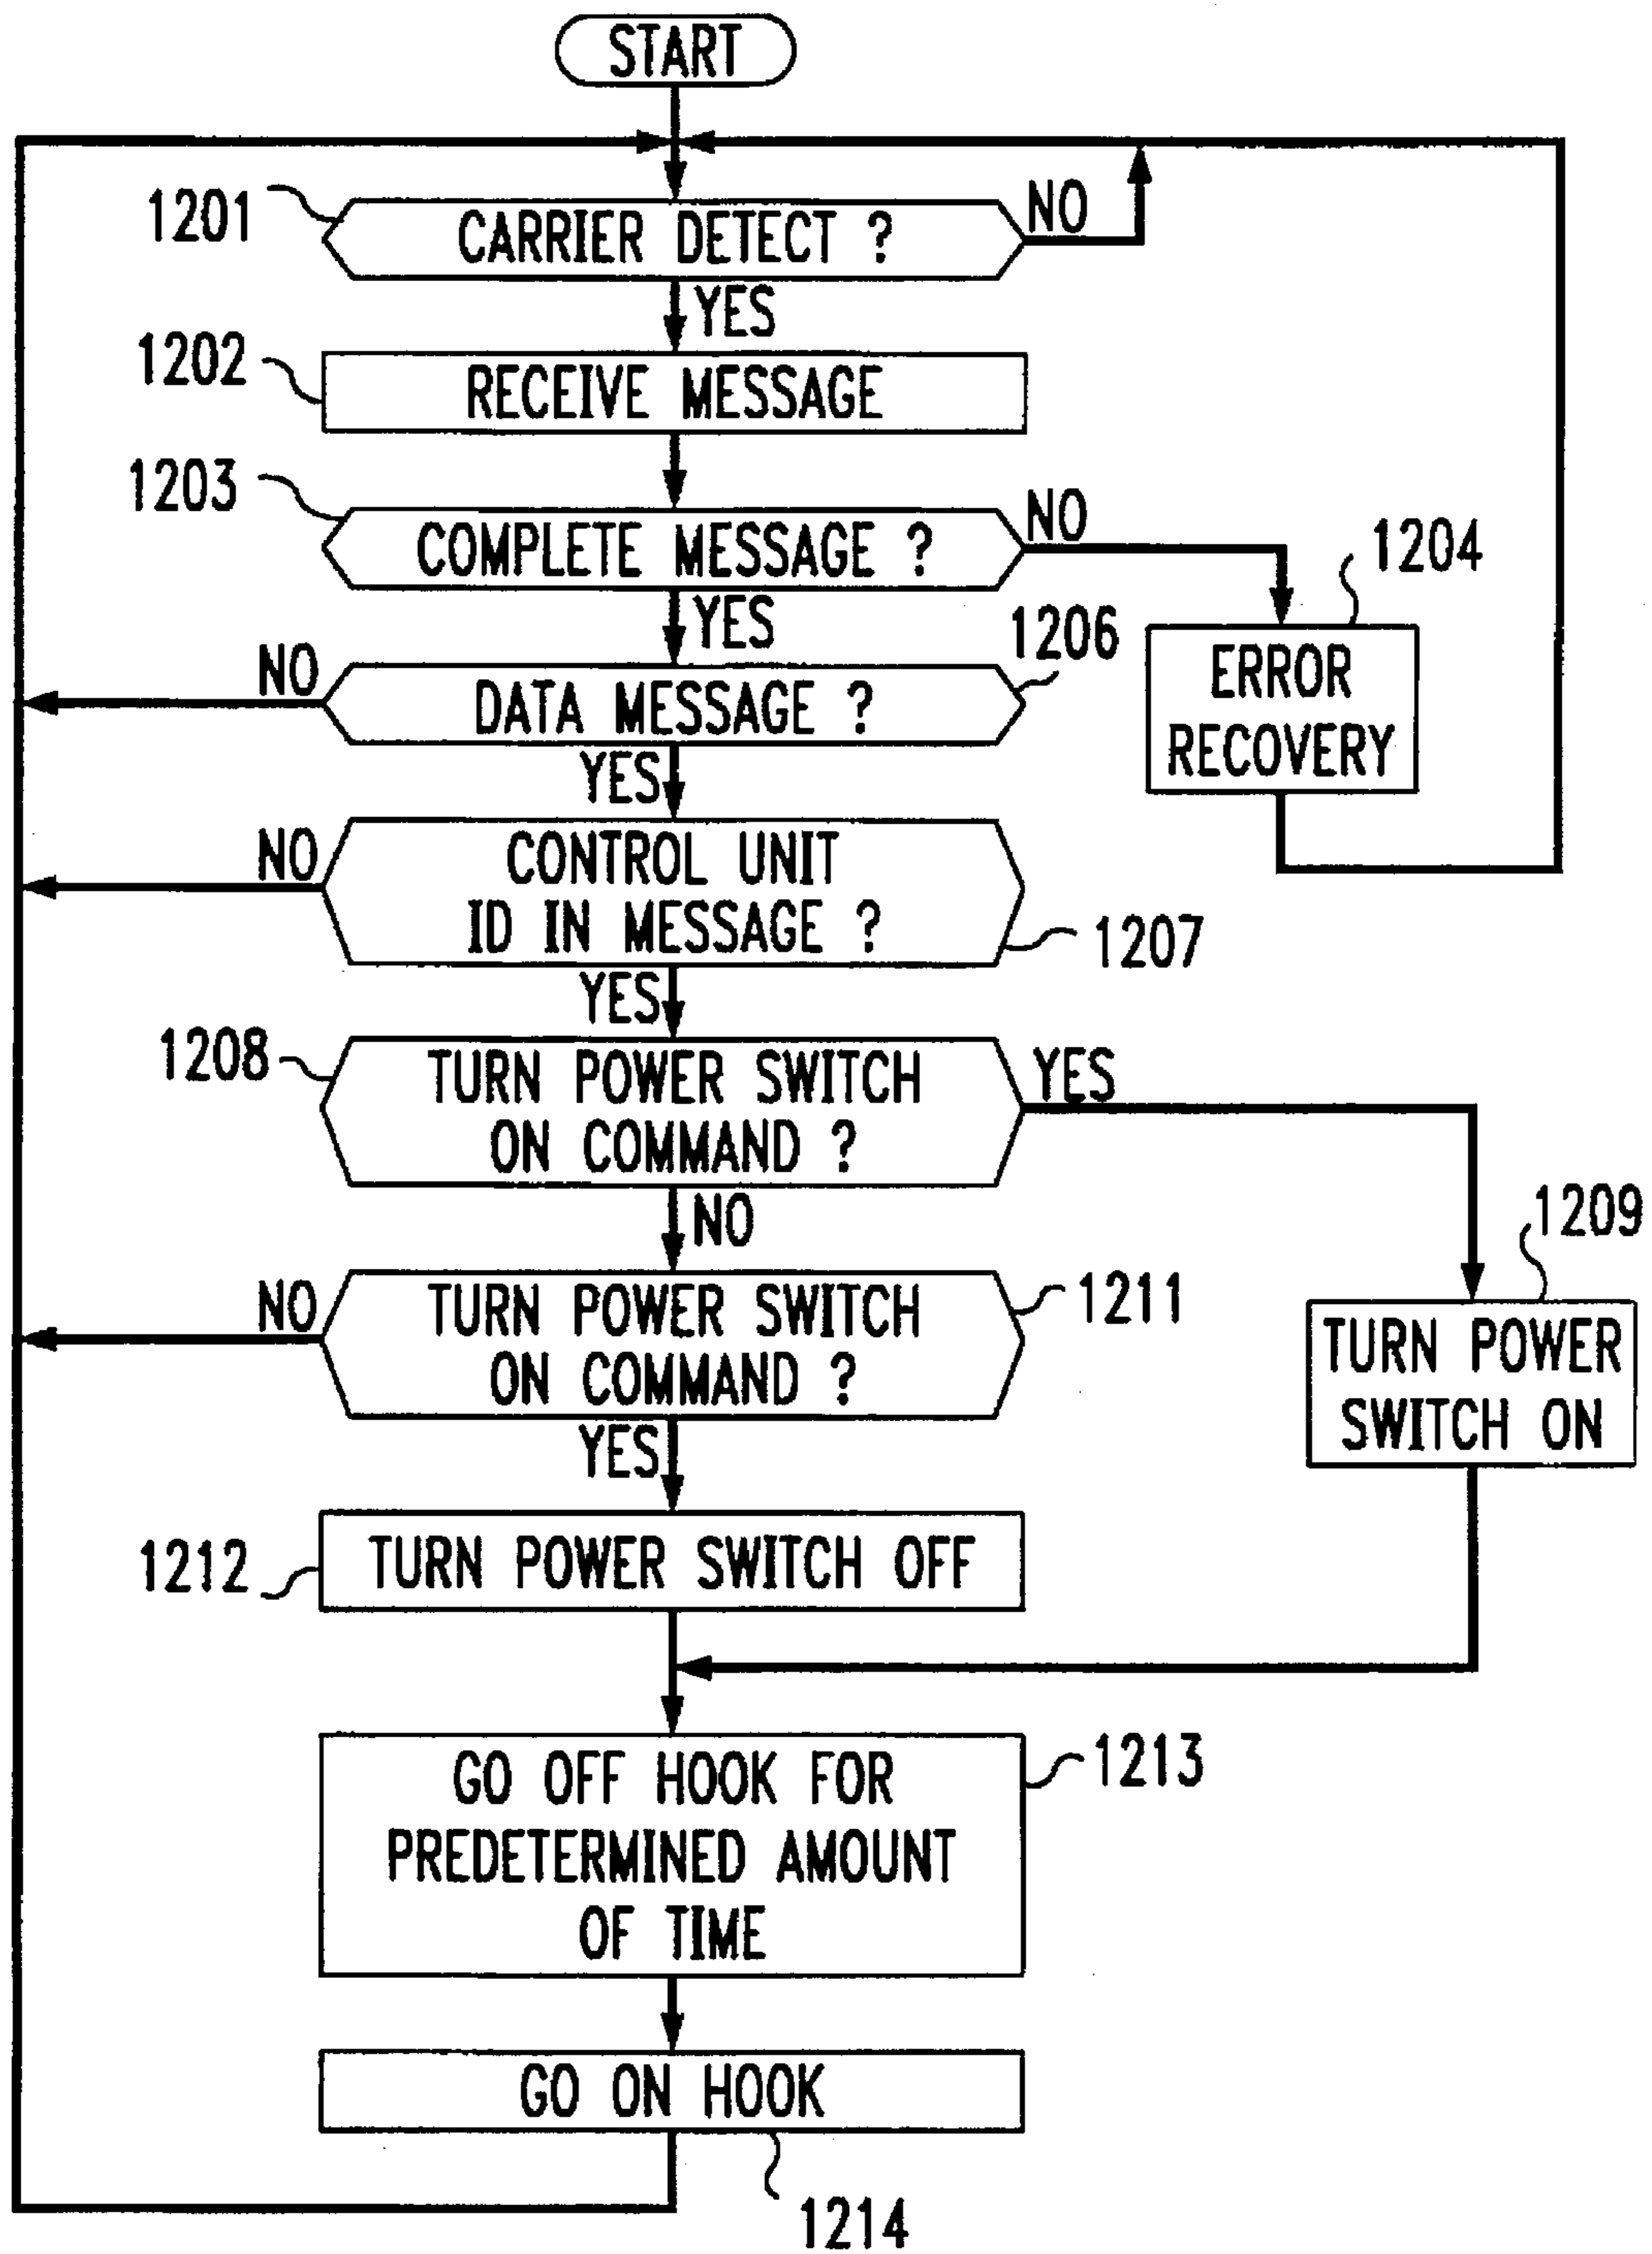 START
1201
CARRIER DETECT ?
NO
YES
1202
RECEIVE MESSAGE
1203
COMPLETE MESSAGE ?
NO
1204
YES
1206
ERROR
RECOVERY
NO
DATA MESSAGE ?
YES
NO
CONTROL UNIT
ID IN MESSAGE ?
1207
YES
1208
TURN POWER SWITCH
ON COMMAND ?
YES
NO
1209
TURN POWER
SWITCH ON
NO
TURN POWER SWITCH
ON COMMAND ?
1211
YES
1212
TURN POWER SWITCH OFF
GO OFF HOOK FOR
PREDETERMINED AMOUNT
OF TIME
1213
GO ON HOOK
1214